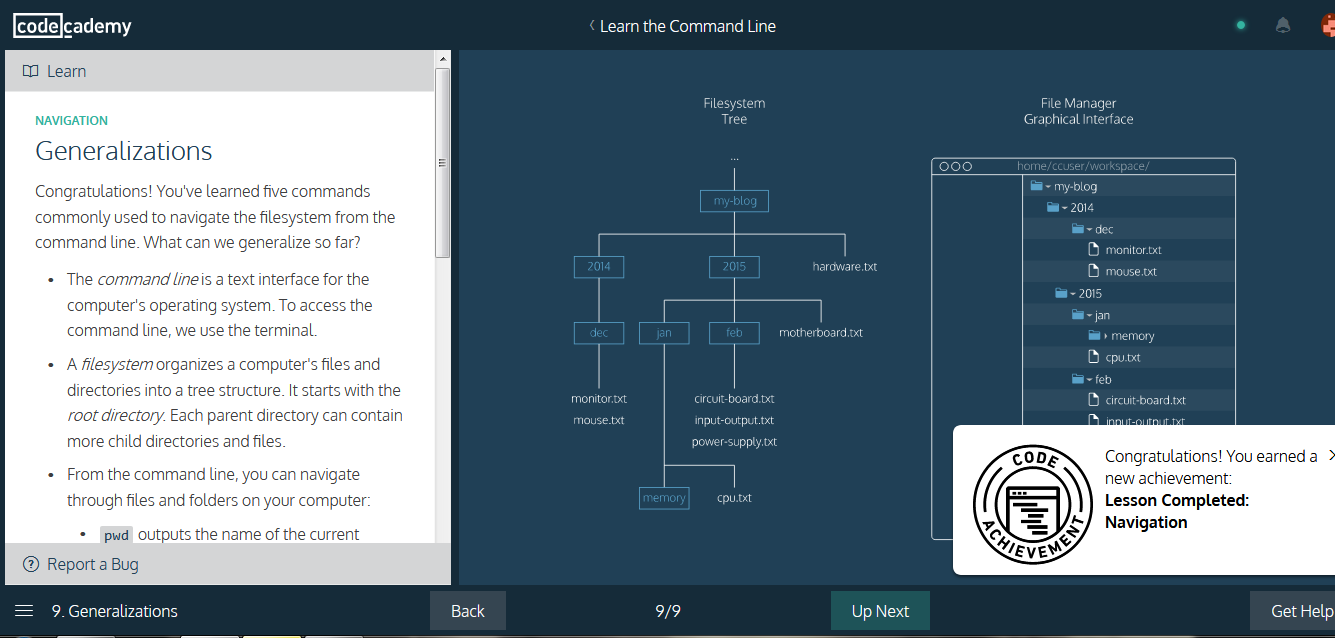 codecademy
Learn the Command Line
Learn
NAVIGATION
Generalizations
Congratulations! You've learned five commands
commonly used to navigate the filesystem from the
command line. What can we generalize so far?
• The command line is a text interface for the
computer's operating system. To access the
command line, we use the terminal.
• A filesystem organizes a computer's files and
directories into a tree structure. It starts with the
root directory. Each parent directory can contain
more child directories and files.
• From the command line, you can navigate
through files and folders on your computer:
• pwd outputs the name of the current
Report a Bug
Filesystem
Tree
...
my-blog
2014
2015
hardware.txt
dec
jan
feb
motherboard.txt
monitor.txt
mouse.txt
circuit-board.txt
input-output.txt
power-supply.txt
memory
cpu.txt
File Manager
Graphical Interface
home/ccuser/workspace/
my-blog
2014
dec
monitor.txt
mouse.txt
2015
jan
memory
cpu.txt
feb
circuit-board.txt
input-output.txt
CODE
ACHIEVEMENT
Congratulations! You earned a
new achievement:
Lesson Completed:
Navigation
9. Generalizations
Back
9/9
Up Next
Get Help